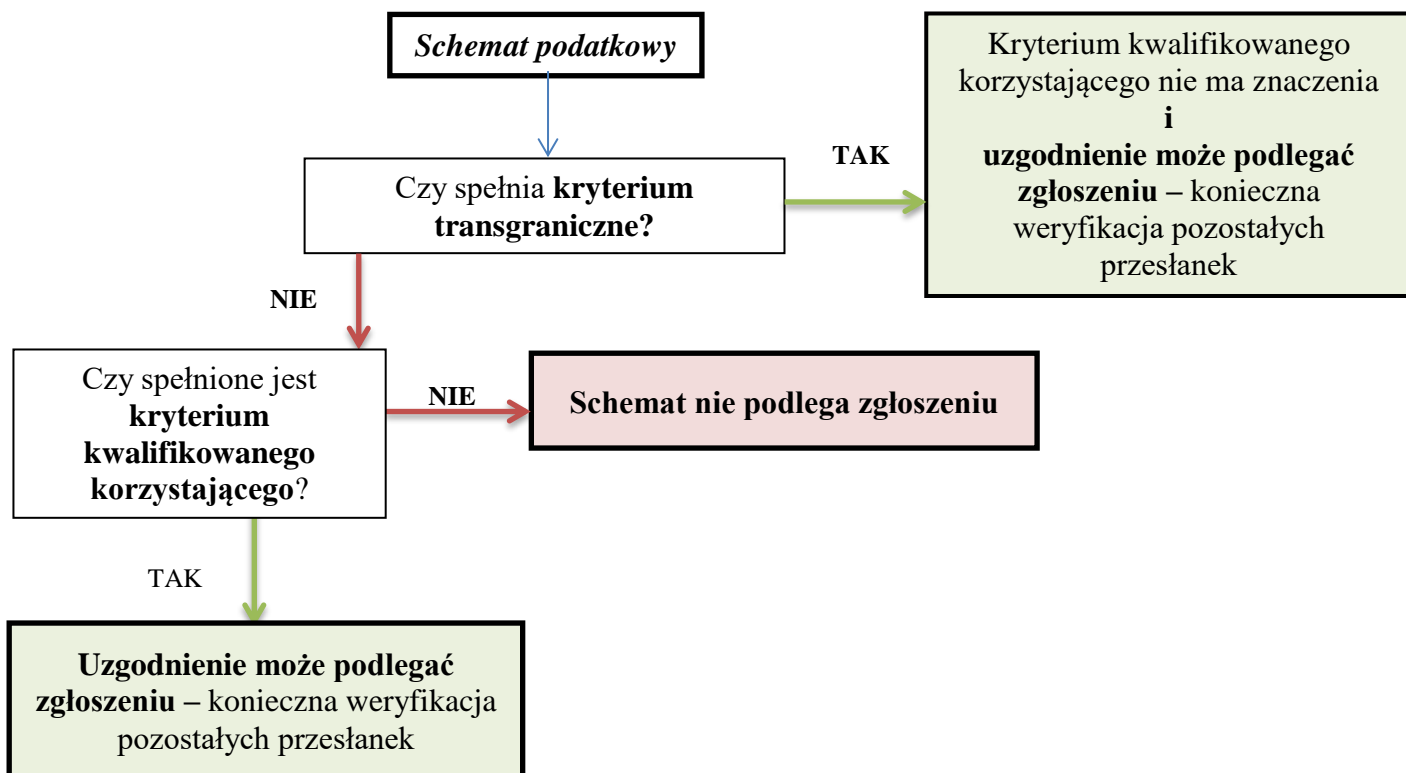 Schemat podatkowy
Kryterium kwalifikowanego
korzystającego nie ma znaczenia
i
uzgodnienie może podlegać
zgłoszeniu – konieczna
weryfikacja pozostałych
przesłanek
TAK
Czy spełnia kryterium
transgraniczne?
NIE
Czy spełnione jest
kryterium
kwalifikowanego
korzystającego?
NIE
Schemat nie podlega zgłoszeniu
TAK
Uzgodnienie może podlegać
zgłoszeniu – konieczna weryfikacja
pozostałych przesłanek